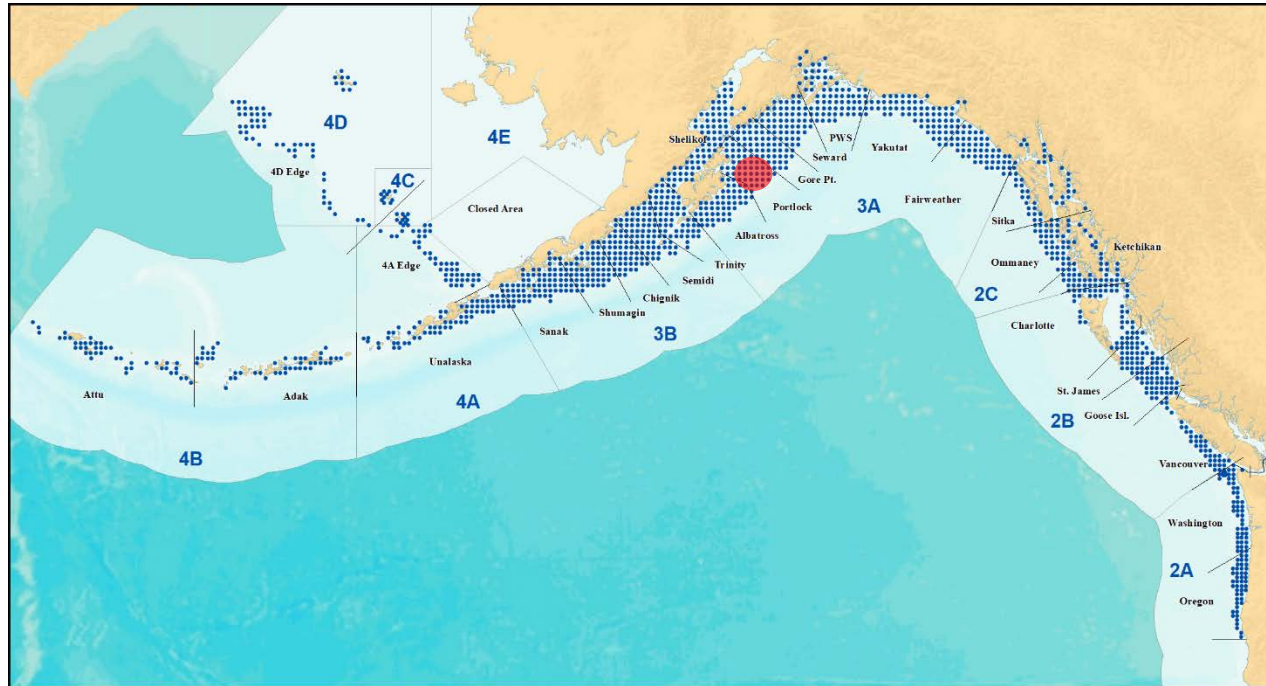 4D
4E
4D Edge
4C
Closed Area
4A Edge
Shelikof
PWS
Seward
Yakutat
Gore Pt.
Portlock
3A
Fairweather
Albatross
Sitka
Trinity
Ketchikan
Semidi
Ommaney
Chignik
2C
Shumagin
Charlotte
Sanak
3B
Unalaska
Attu
Adak
4A
St. James
Goose Isl.
2B
4B
Vancouver
Washington
2A
Oregon